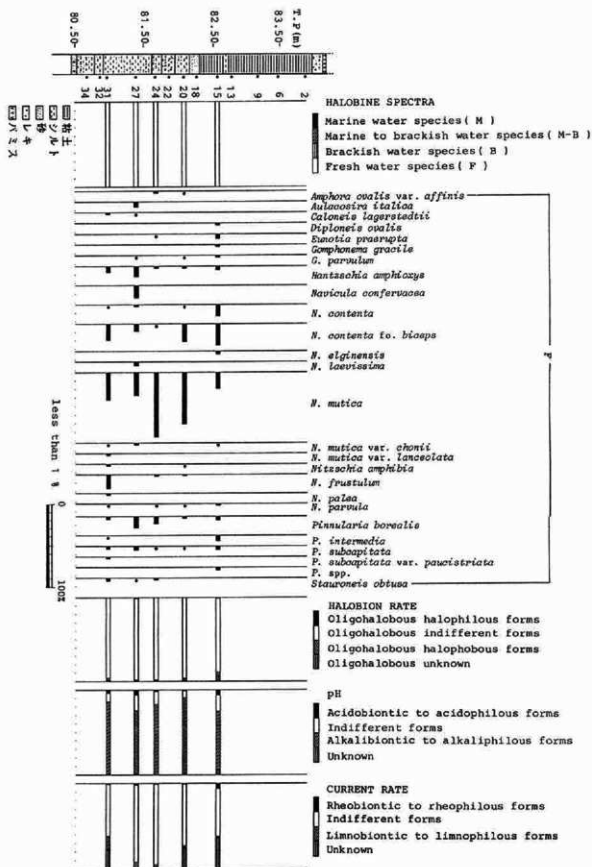 T.P(m)
83.50-
82.50-
81.50-
80.50-
2
6
9
13
15
18
20
22
24
27
31
32
34
粘土
シルト
砂
レキ
パミス
HALOBINE SPECTRA
Marine water species( M )
Marine to brackish water species( M-B )
Brackish water species( B )
Fresh water species( F )
Amphora ovalis var. affinis
Aulacosira italica
Caloneis lagerstedtii
Diploneis ovalis
Eunotia praerupta
Gomphonema gracile
G. parvulum
Hantzschia amphioxys
Navicula confervacea
N. contenta
N. contenta fo. biceps
N. elginensis
N. laevissima
N. mutica
N. mutica var. chonii
N. mutica var. lanceolata
Nitzschia amphibia
N. frustulum
N. palea
N. parvula
Pinnularia borealis
P. intermedia
P. subcapitata
P. subcapitata var. paucistriata
P. spp.
Stauroneis obtusa
F
less than 1 %
0
100%
HALOBION RATE
Oligohalobous halophilous forms
Oligohalobous indifferent forms
Oligohalobous halophobous forms
Oligohalobous unknown
pH
Acidobiontic to acidophilous forms
Indifferent forms
Alkalibiontic to alkaliphilous forms
Unknown
CURRENT RATE
Rheobiontic to rheophilous forms
Indifferent forms
Limnobiontic to limnophilous forms
Unknown